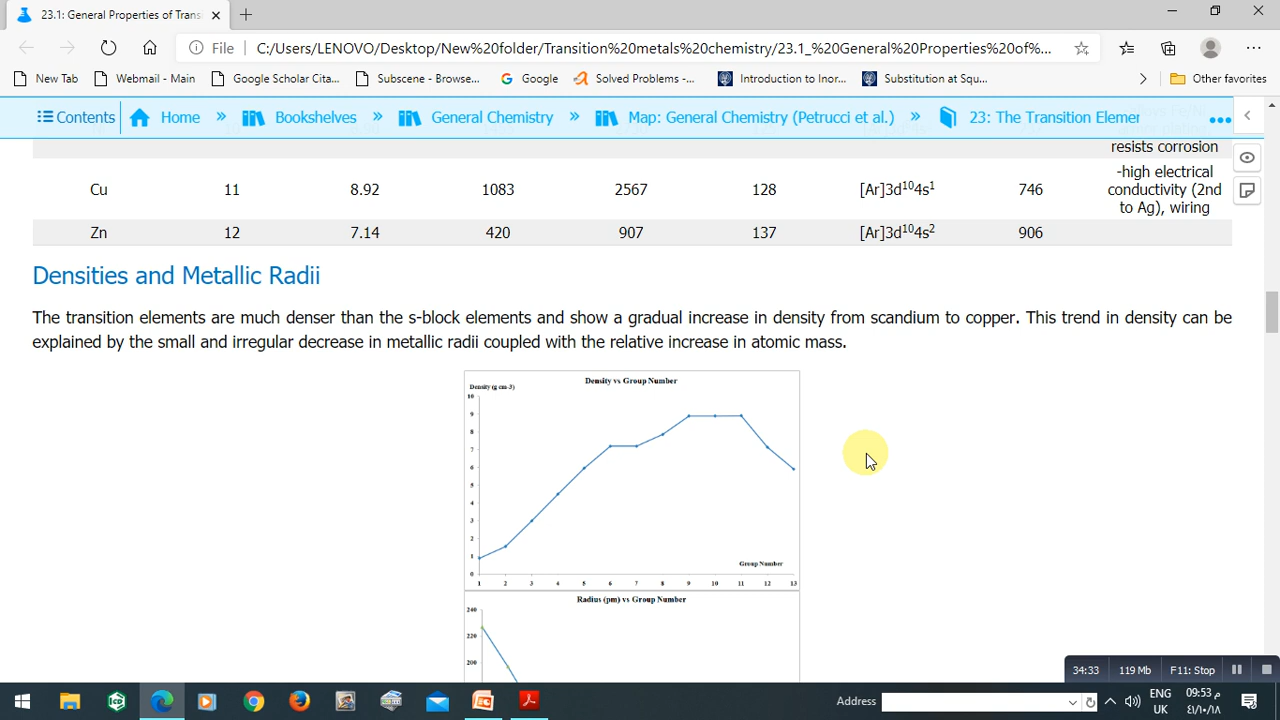 23.1: General Properties of Trans
File
C:/Users/LENOVO/Desktop/New%20folder/Transition%20metals%20chemistry/23.1_%20General%20Properties%20of%...
New Tab Webmail - Main Google Scholar Cita... Subscene - Browse... Google Solved Problems -... Introduction to Inor... Substitution at Squ... Other favorites
Contents Home » Bookshelves » General Chemistry » Map: General Chemistry (Petrucci et al.) » 23: The Transition Elemer
resists corrosion
Cu 11 8.92 1083 2567 128 [Ar]3d¹⁰4s¹ 746 -high electrical
conductivity (2nd
to Ag), wiring
Zn 12 7.14 420 907 137 [Ar]3d¹⁰4s² 906
Densities and Metallic Radii
The transition elements are much denser than the s-block elements and show a gradual increase in density from scandium to copper. This trend in density can be
explained by the small and irregular decrease in metallic radii coupled with the relative increase in atomic mass.
Density vs Group Number
Density (g cm-3)
10
9
8
7
6
5
4
3
2
1
0
Group Number
1 2 3 4 5 6 7 8 9 10 11 12 13
Radius (pm) vs Group Number
240
220
200
34:33 119 Mb F11: Stop
Address
ENG
UK
09:53 م
٤١/٠١/١٨